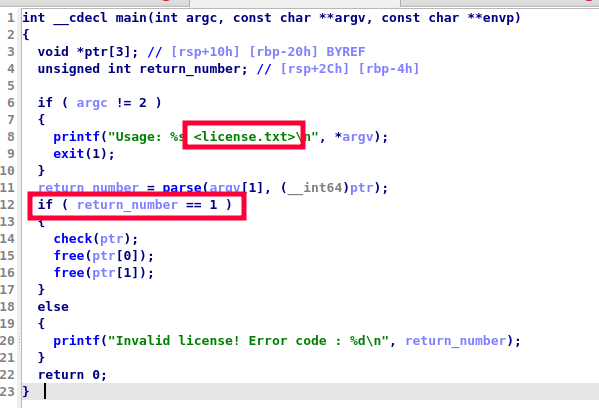 1 int __cdecl main(int argc, const char **argv, const char **envp)
2 {
3   void *ptr[3]; // [rsp+10h] [rbp-20h] BYREF
4   unsigned int return_number; // [rsp+2Ch] [rbp-4h]
5
6   if ( argc != 2 )
7   {
8     printf("Usage: %s <license.txt>\n", *argv);
9     exit(1);
10   }
11   return_number = parse(argv[1], (__int64)ptr);
12   if ( return_number == 1 )
13   {
14     check(ptr);
15     free(ptr[0]);
16     free(ptr[1]);
17   }
18   else
19   {
20     printf("Invalid license! Error code : %d\n", return_number);
21   }
22   return 0;
23 }